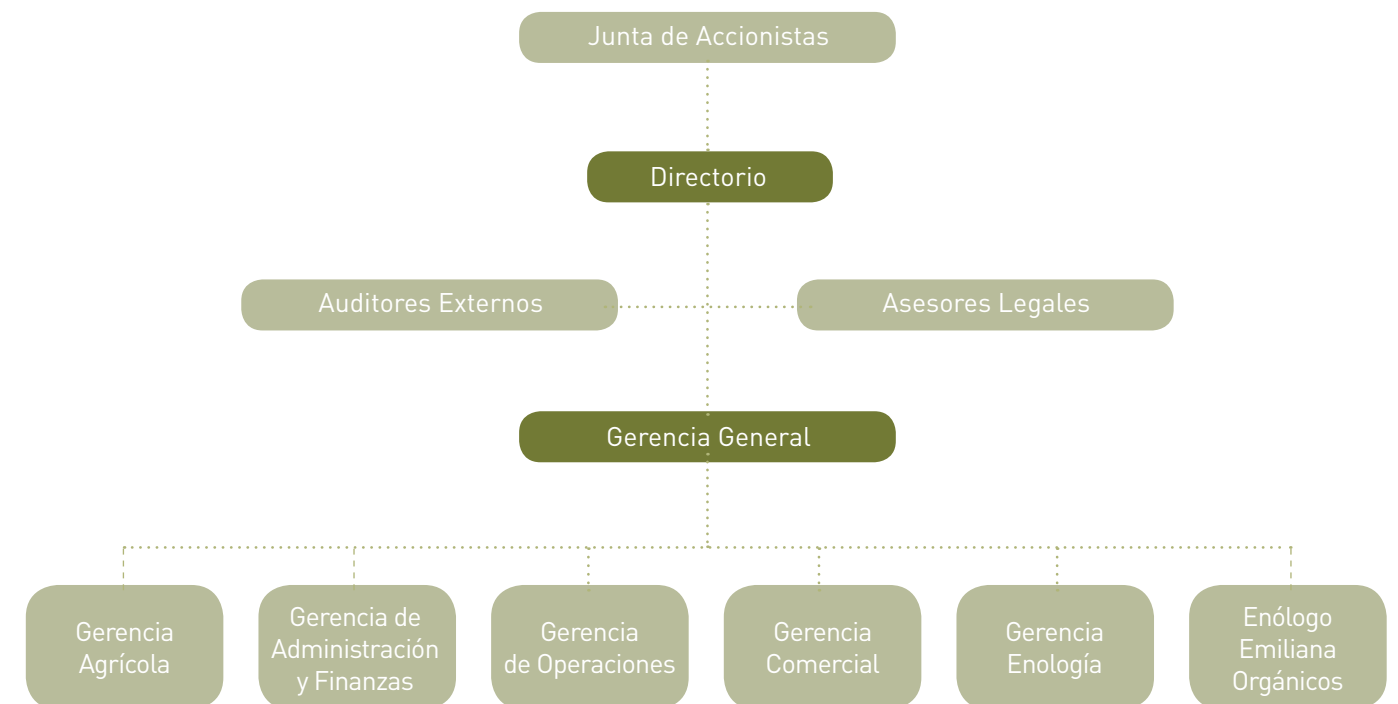 Junta de Accionistas
Directorio
Auditores Externos
Asesores Legales
Gerencia General
Gerencia
Agrícola
Gerencia de
Administración
y Finanzas
Gerencia
de Operaciones
Gerencia
Comercial
Gerencia
Enología
Enólogo
Emiliana
Orgánicos